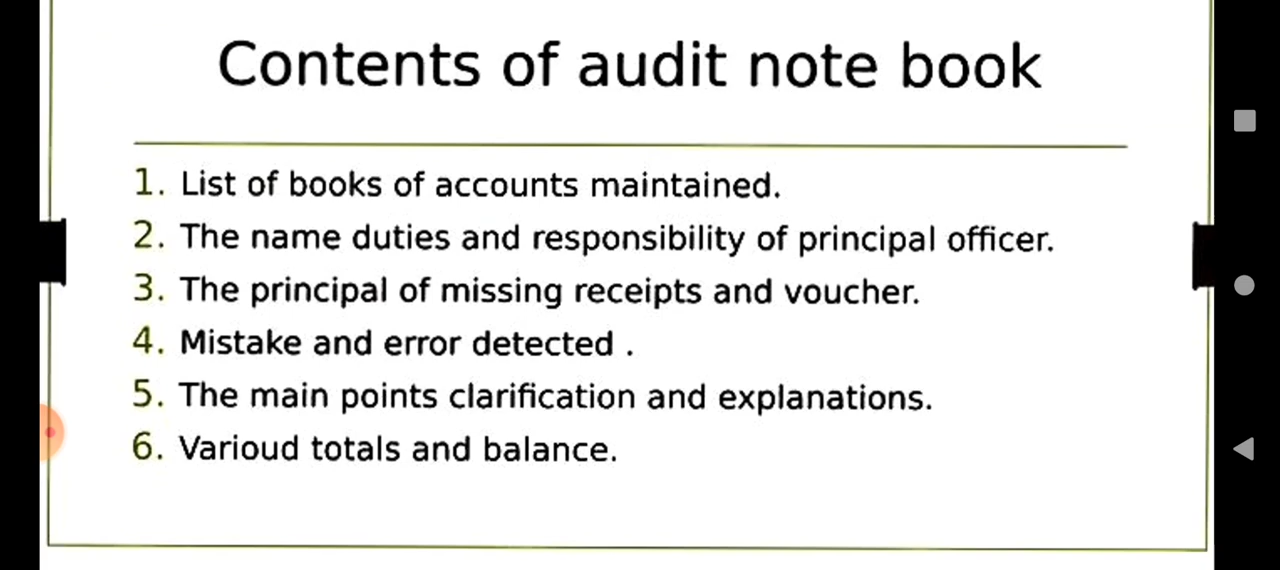 Contents of audit note book
1. List of books of accounts maintained.
2. The name duties and responsibility of principal officer.
3. The principal of missing receipts and voucher.
4. Mistake and error detected .
5. The main points clarification and explanations.
6. Varioud totals and balance.